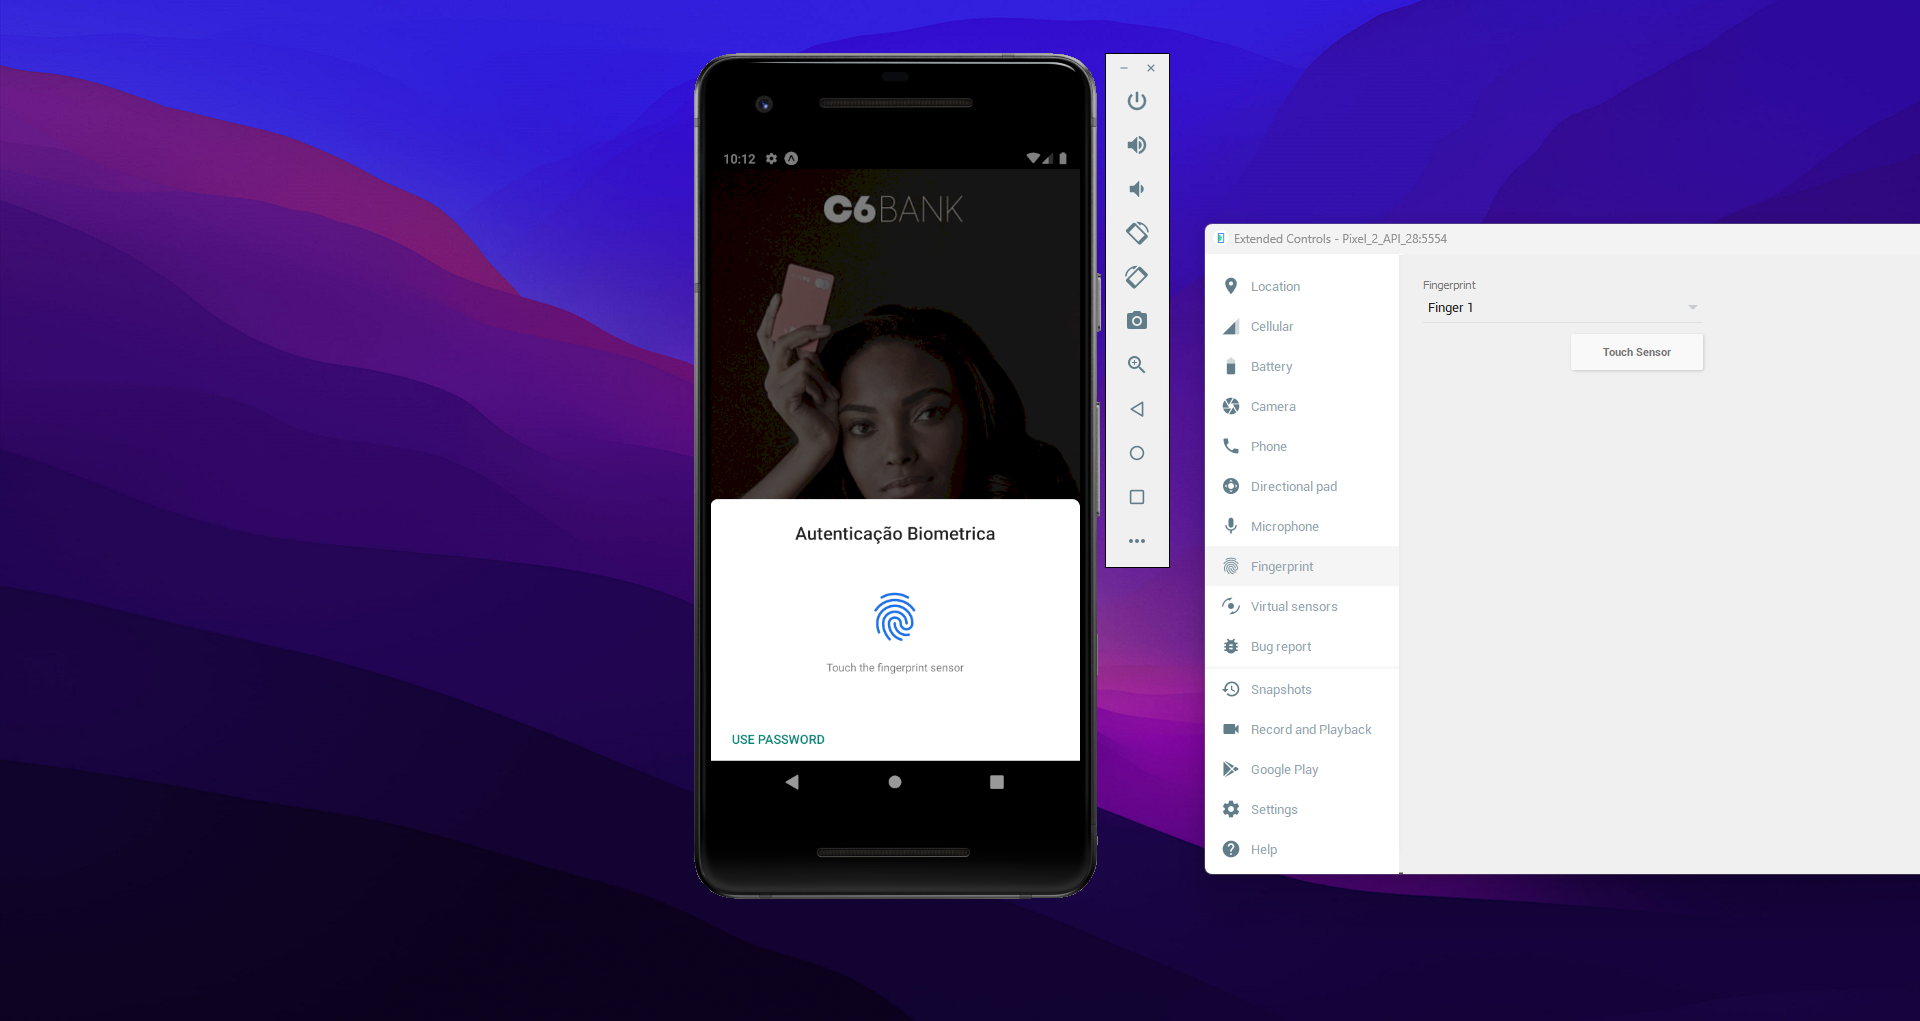 10:12
C6BANK
Autenticação Biometrica
Touch the fingerprint sensor
USE PASSWORD
Extended Controls - Pixel_2_API_28:5554
Location
Cellular
Battery
Camera
Phone
Directional pad
Microphone
Fingerprint
Virtual sensors
Bug report
Snapshots
Record and Playback
Google Play
Settings
Help
Fingerprint
Finger 1
Touch Sensor